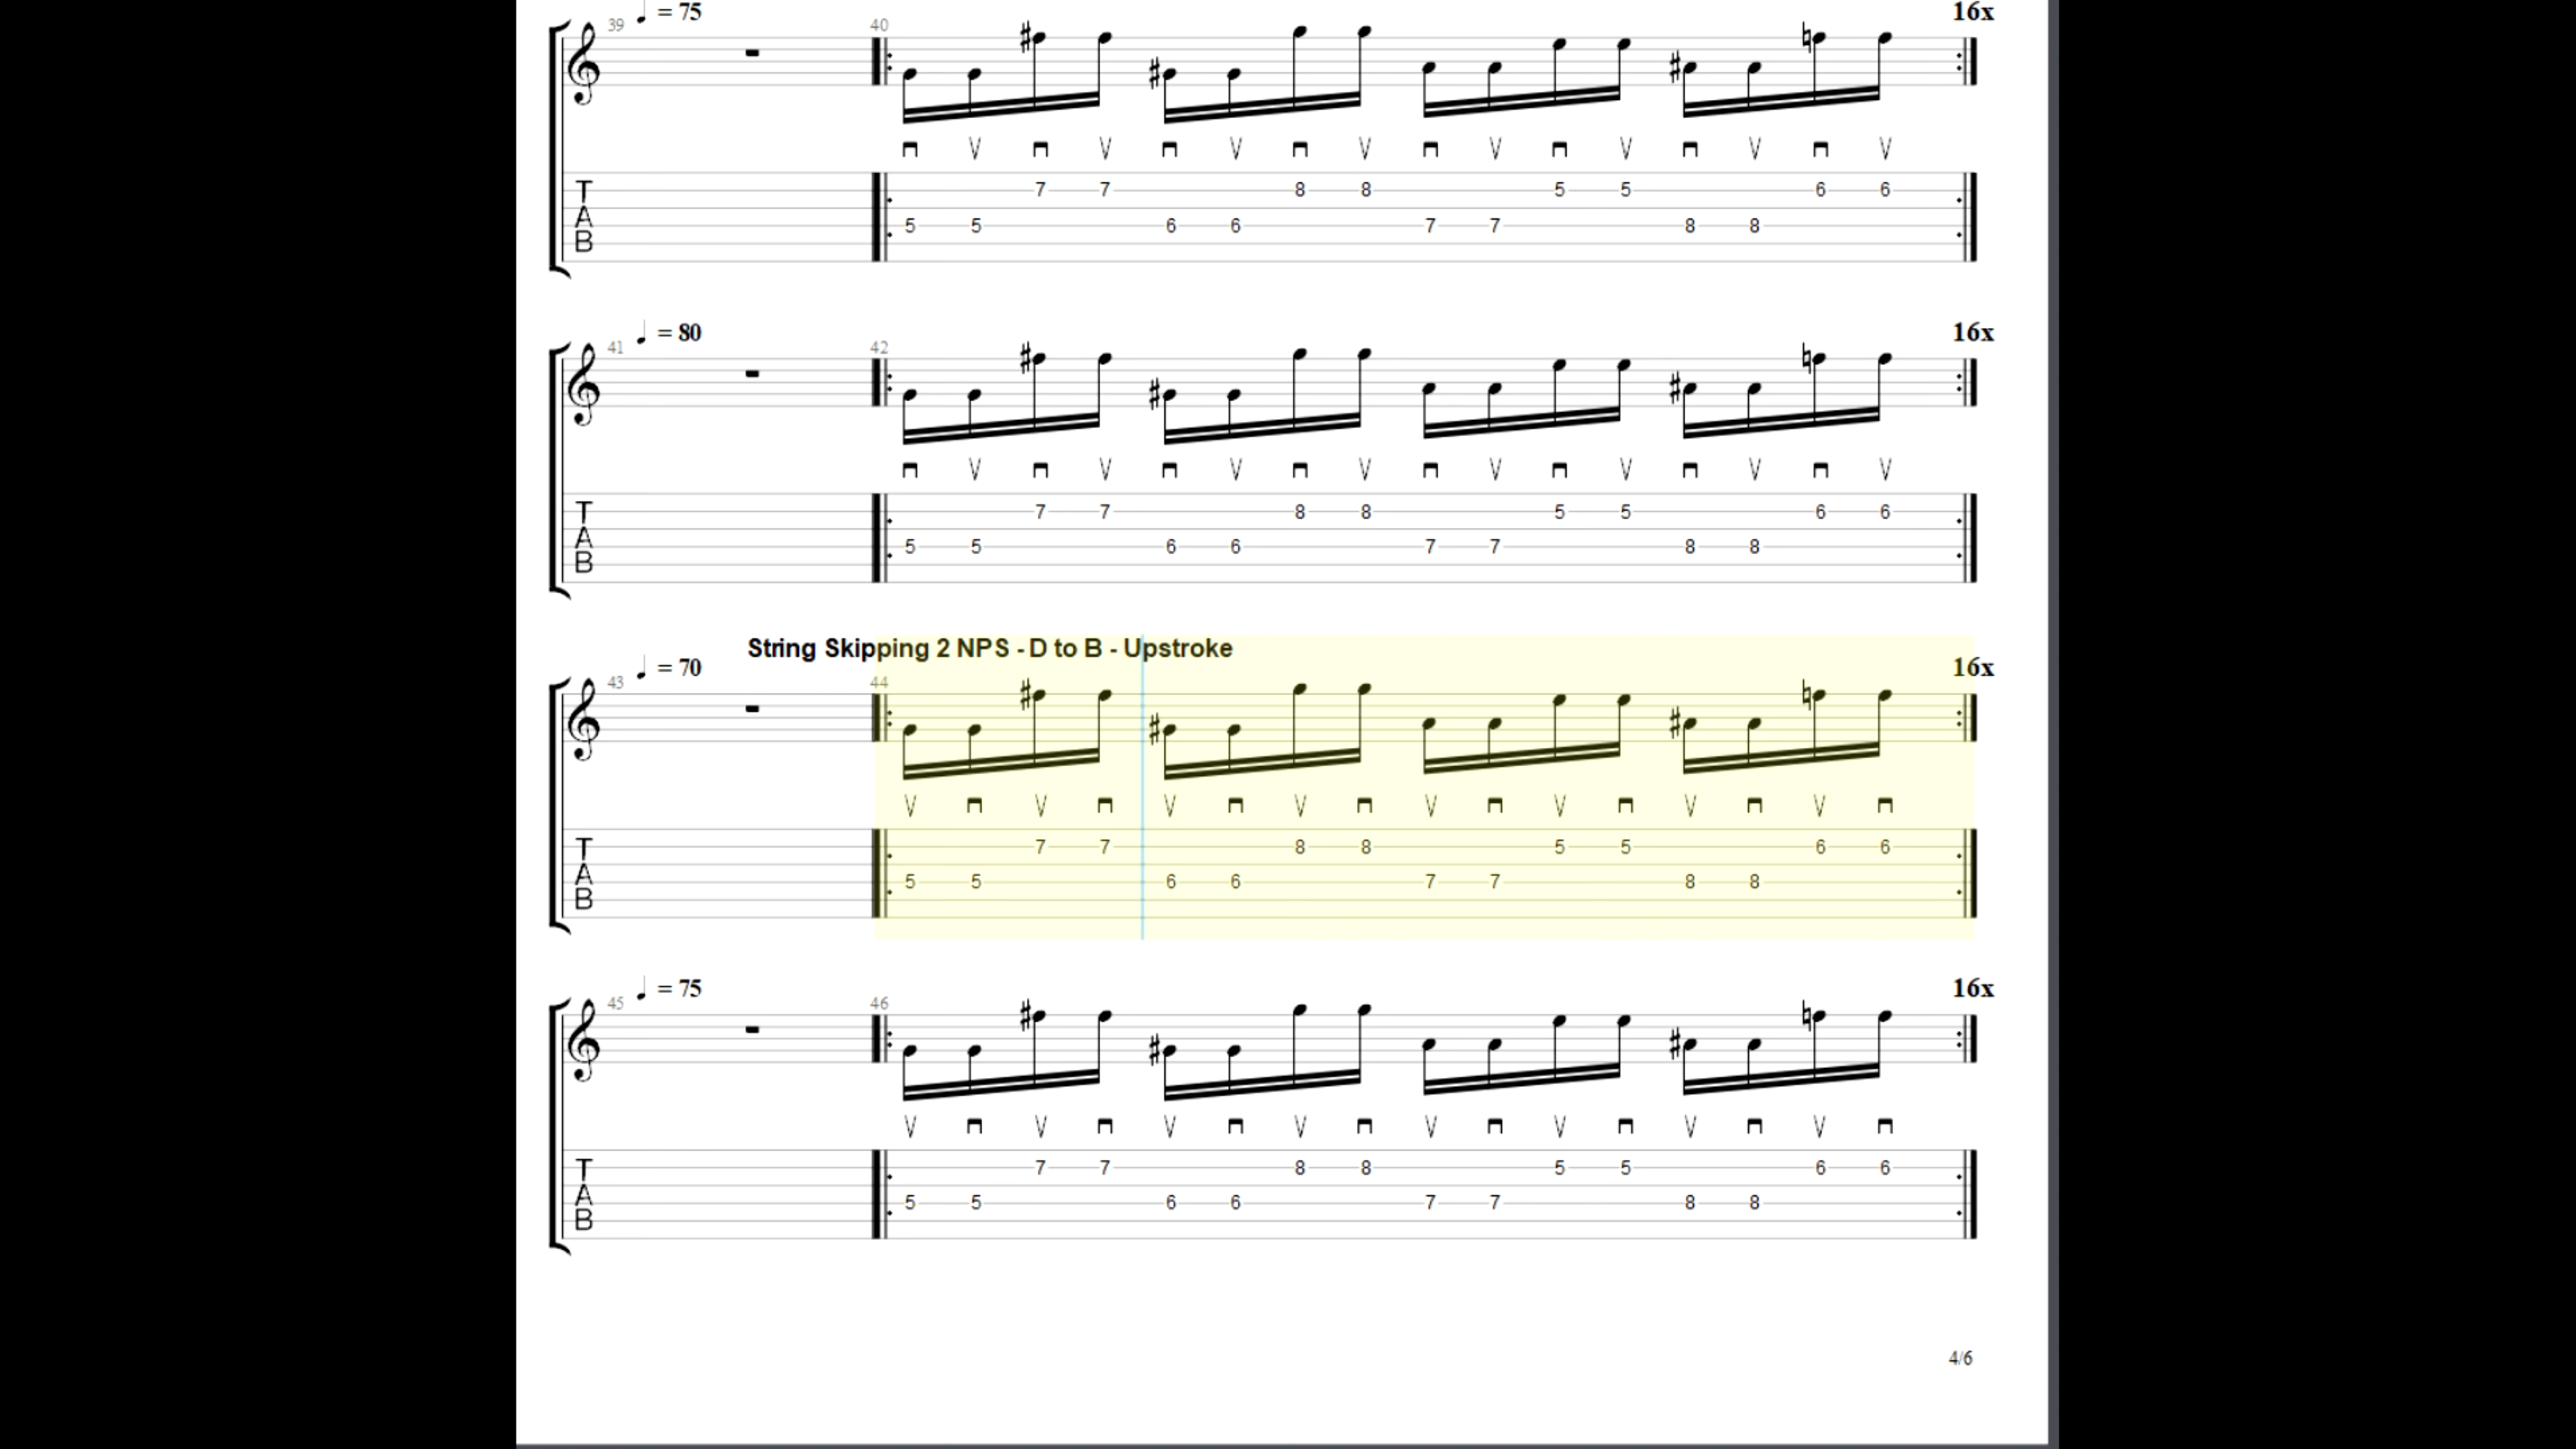 39 ♩ = 75 40 16x
T 7 7 8 8 5 5 6 6
A 5 5 6 6 7 7 8 8
B
41 ♩ = 80 42 16x
T 7 7 8 8 5 5 6 6
A 5 5 6 6 7 7 8 8
B
String Skipping 2 NPS - D to B - Upstroke
43 ♩ = 70 44 16x
T 7 7 8 8 5 5 6 6
A 5 5 6 6 7 7 8 8
B
45 ♩ = 75 46 16x
T 7 7 8 8 5 5 6 6
A 5 5 6 6 7 7 8 8
B
4/6